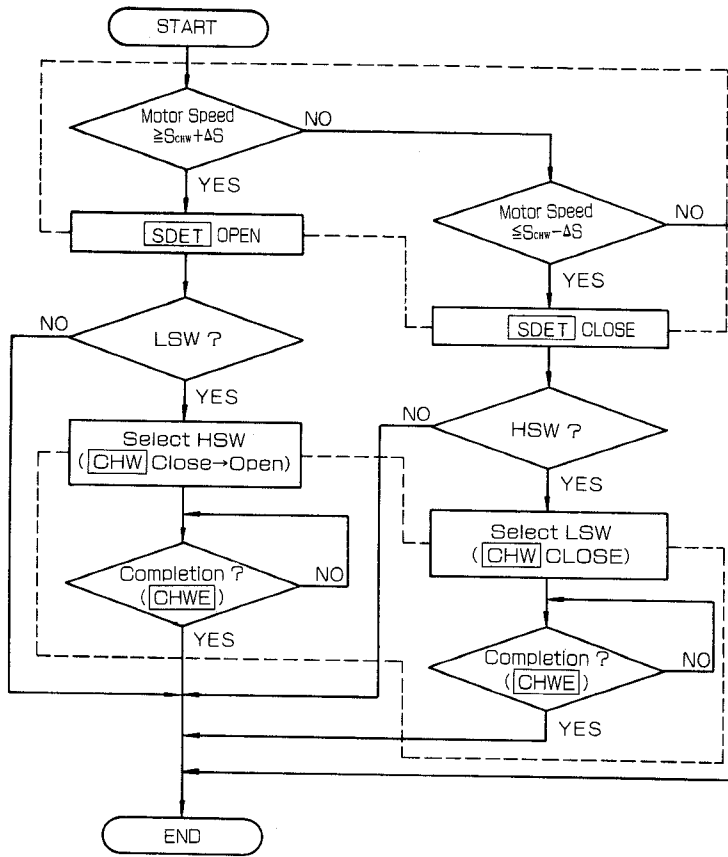 START
Motor Speed
≧SCHW+ΔS
NO
YES
SDET OPEN
Motor Speed
≦SCHW−ΔS
NO
YES
SDET CLOSE
NO
LSW ?
YES
Select HSW
( CHW Close→Open)
NO
HSW ?
YES
Select LSW
( CHW CLOSE)
Completion ?
( CHWE )
NO
YES
Completion ?
( CHWE )
NO
YES
END